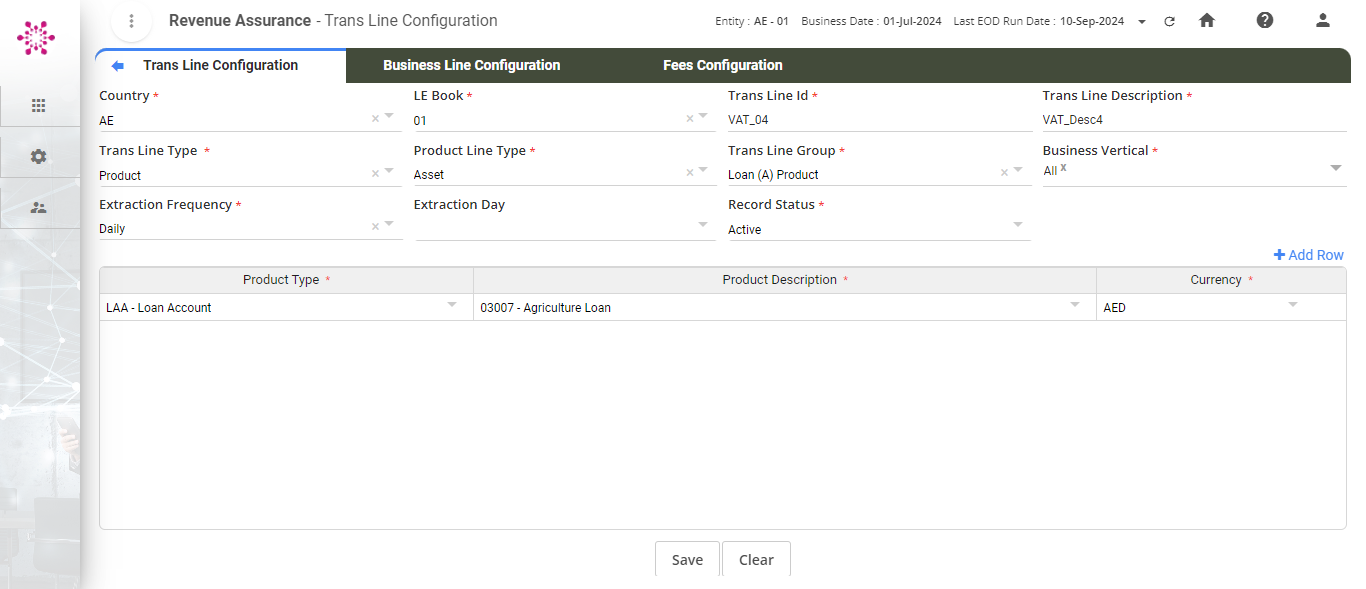 Revenue Assurance - Trans Line Configuration
Entity : AE - 01 Business Date : 01-Jul-2024 Last EOD Run Date : 10-Sep-2024
Trans Line Configuration Business Line Configuration Fees Configuration
Country * LE Book * Trans Line Id * Trans Line Description *
AE × 01 × VAT_04 VAT_Desc4
Trans Line Type * Product Line Type * Trans Line Group * Business Vertical *
Product × Asset × Loan (A) Product × All x
Extraction Frequency * Extraction Day Record Status *
Daily × Active
+ Add Row
Product Type * Product Description * Currency *
LAA - Loan Account 03007 - Agriculture Loan AED
Save Clear